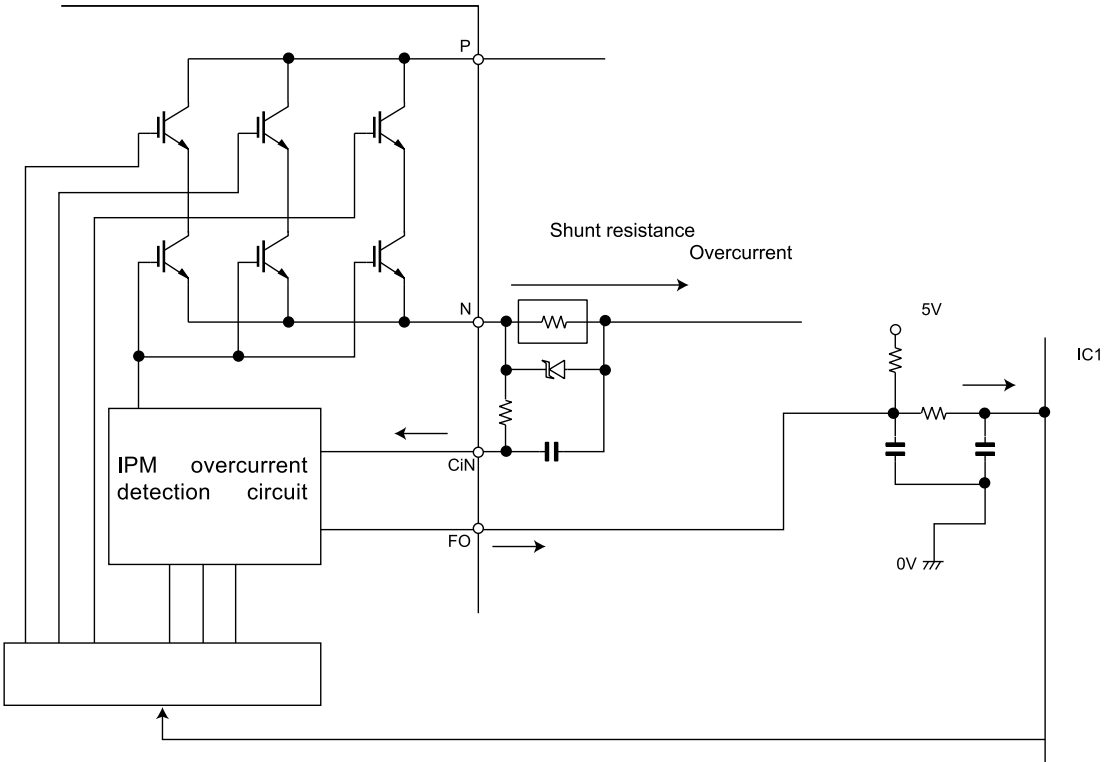 P
Shunt resistance
Overcurrent
N
5V
IC1
CiN
IPM overcurrent
detection circuit
FO
0V